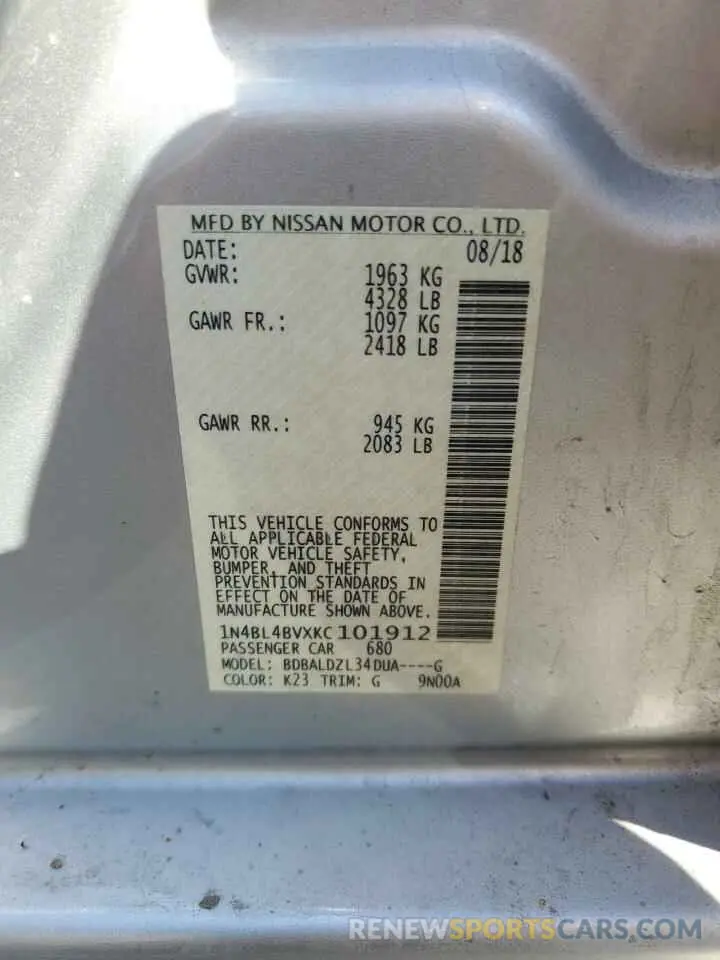 MFD BY NISSAN MOTOR CO., LTD.
DATE: 08/18
GVWR: 1963 KG
4328 LB
GAWR FR.: 1097 KG
2418 LB
GAWR RR.: 945 KG
2083 LB
THIS VEHICLE CONFORMS TO
ALL APPLICABLE FEDERAL
MOTOR VEHICLE SAFETY,
BUMPER, AND THEFT
PREVENTION STANDARDS IN
EFFECT ON THE DATE OF
MANUFACTURE SHOWN ABOVE.
1N4BL4BVXKC101912
PASSENGER CAR 680
MODEL: BDBALDZL34DUA----G
COLOR: K23 TRIM: G 9N00A
RENEWSPORTSCARS.COM